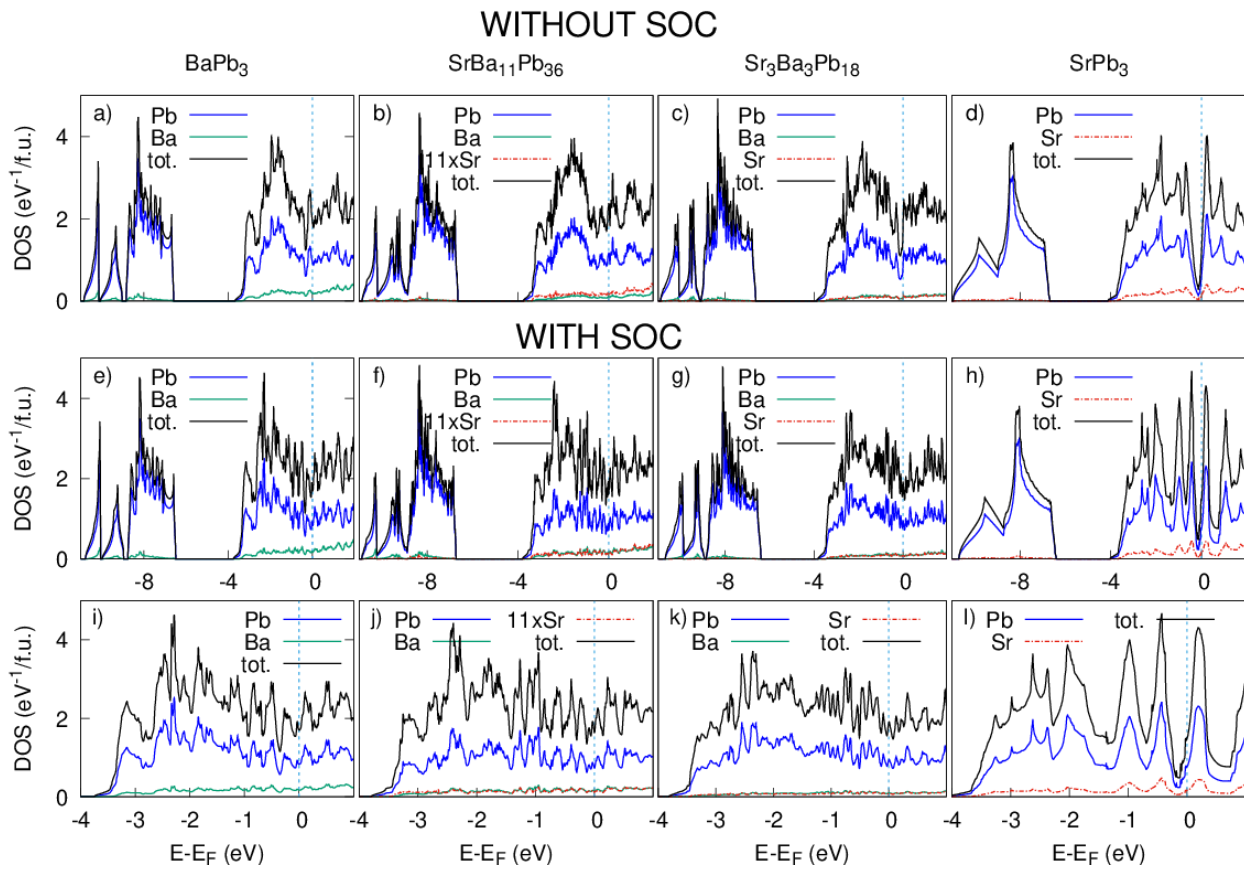 WITHOUT SOC
BaPb3 SrBa11Pb36 Sr3Ba3Pb18 SrPb3
a) Pb Ba tot.
b) Pb Ba 11xSr tot.
c) Pb Ba Sr tot.
d) Pb Sr tot.
DOS (eV-1/f.u.)
4
2
0
WITH SOC
e) Pb Ba tot.
f) Pb Ba 11xSr tot.
g) Pb Ba Sr tot.
h) Pb Sr tot.
DOS (eV-1/f.u.)
4
2
0
-8 -4 0 -8 -4 0 -8 -4 0 -8 -4 0
i) Pb Ba tot.
j) Pb Ba 11xSr tot.
k) Pb Ba Sr tot.
l) Pb Sr tot.
DOS (eV-1/f.u.)
4
2
0
-4 -3 -2 -1 0 -4 -3 -2 -1 0 -4 -3 -2 -1 0 -4 -3 -2 -1 0
E-EF (eV) E-EF (eV) E-EF (eV) E-EF (eV)